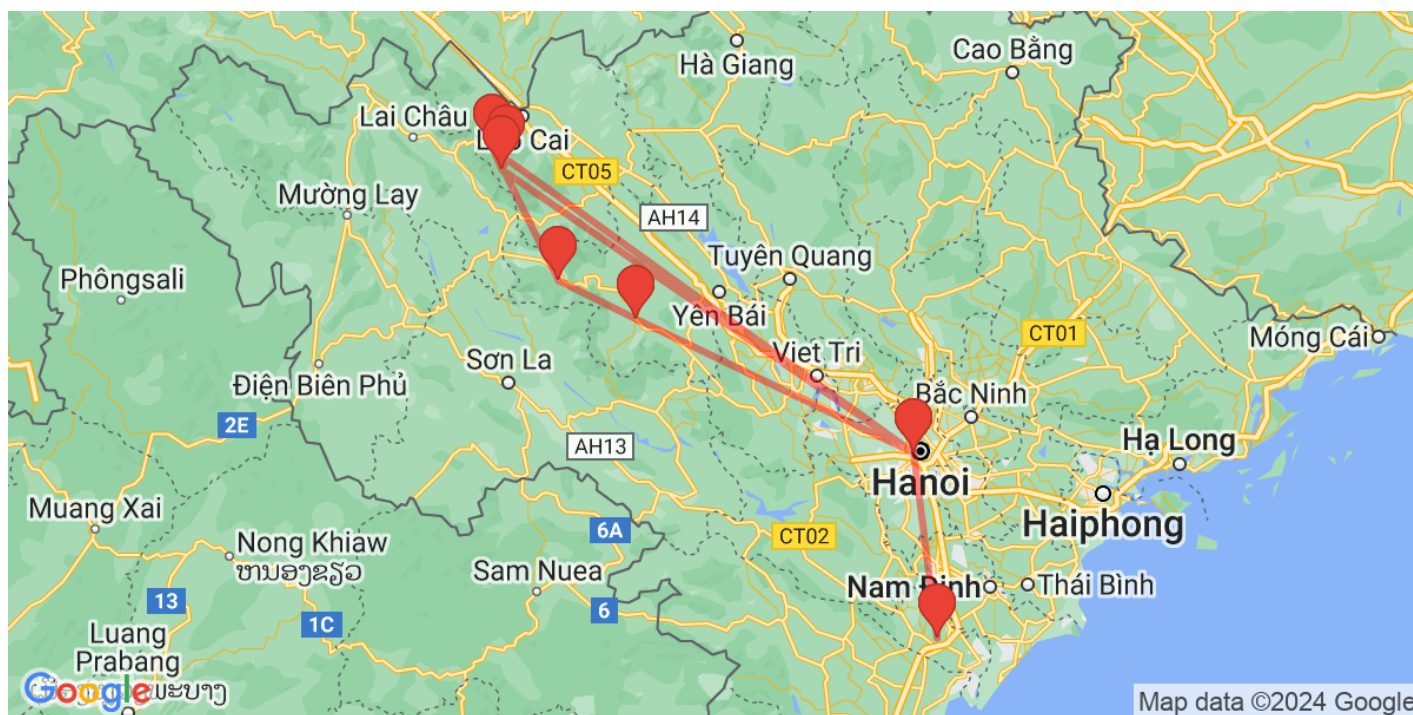 Hà Giang
Cao Bằng
Lai Châu
Lào Cai
CT05
Mường Lay
AH14
Tuyên Quang
Phôngsali
Yên Bái
CT01
Móng Cái
Sơn La
Viet Tri
Điện Biên Phủ
Bắc Ninh
2E
AH13
Hạ Long
Hanoi
Muang Xai
Haiphong
6A
CT02
Nong Khiaw
ຫນອງຂຽວ
Sam Nuea
Nam Định
Thái Bình
13
6
1C
Luang
Prabang
Google
Map data ©2024 Google